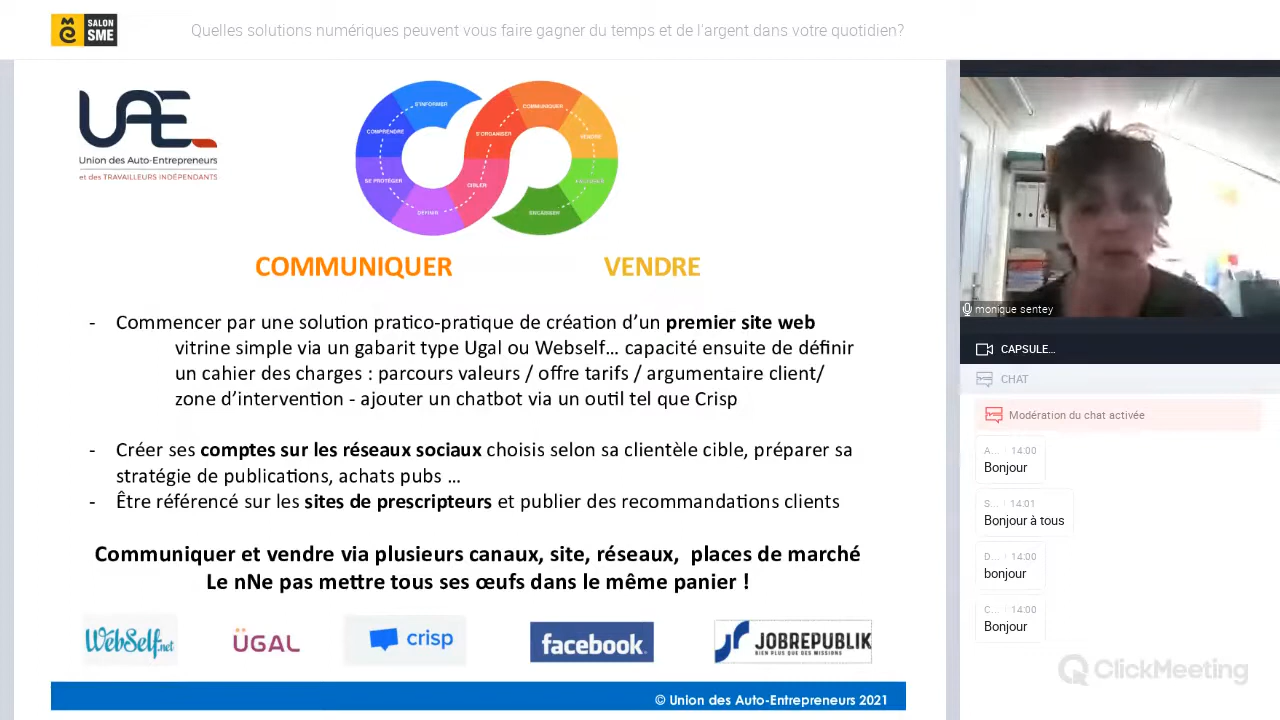 SALON
SME
Quelles solutions numériques peuvent vous faire gagner du temps et de l'argent dans votre quotidien?
UAE
Union des Auto-Entrepreneurs
et des TRAVAILLEURS INDÉPENDANTS
S'INFORMER
COMPRENDRE
SE PROTÉGER
DÉFINIR
CIBLER
S'ORGANISER
COMMUNIQUER
VENDRE
ENCAISSER
COMMUNIQUER
VENDRE
- Commencer par une solution pratico-pratique de création d’un premier site web
vitrine simple via un gabarit type Ugal ou Webself… capacité ensuite de définir
un cahier des charges : parcours valeurs / offre tarifs / argumentaire client/
zone d’intervention - ajouter un chatbot via un outil tel que Crisp
- Créer ses comptes sur les réseaux sociaux choisis selon sa clientèle cible, préparer sa
stratégie de publications, achats pubs …
- Être référencé sur les sites de prescripteurs et publier des recommandations clients
Communiquer et vendre via plusieurs canaux, site, réseaux, places de marché
Le nNe pas mettre tous ses œufs dans le même panier !
WebSelf.net
ÜGAL
crisp
facebook.
JOBREPUBLIK
BIEN PLUS QUE DES MISSIONS
© Union des Auto-Entrepreneurs 2021
monique sentey
CAPSULE…
CHAT
Modération du chat activée
A… 14:00
Bonjour
S… 14:01
Bonjour à tous
D… 14:00
bonjour
C… 14:00
Bonjour
ClickMeeting